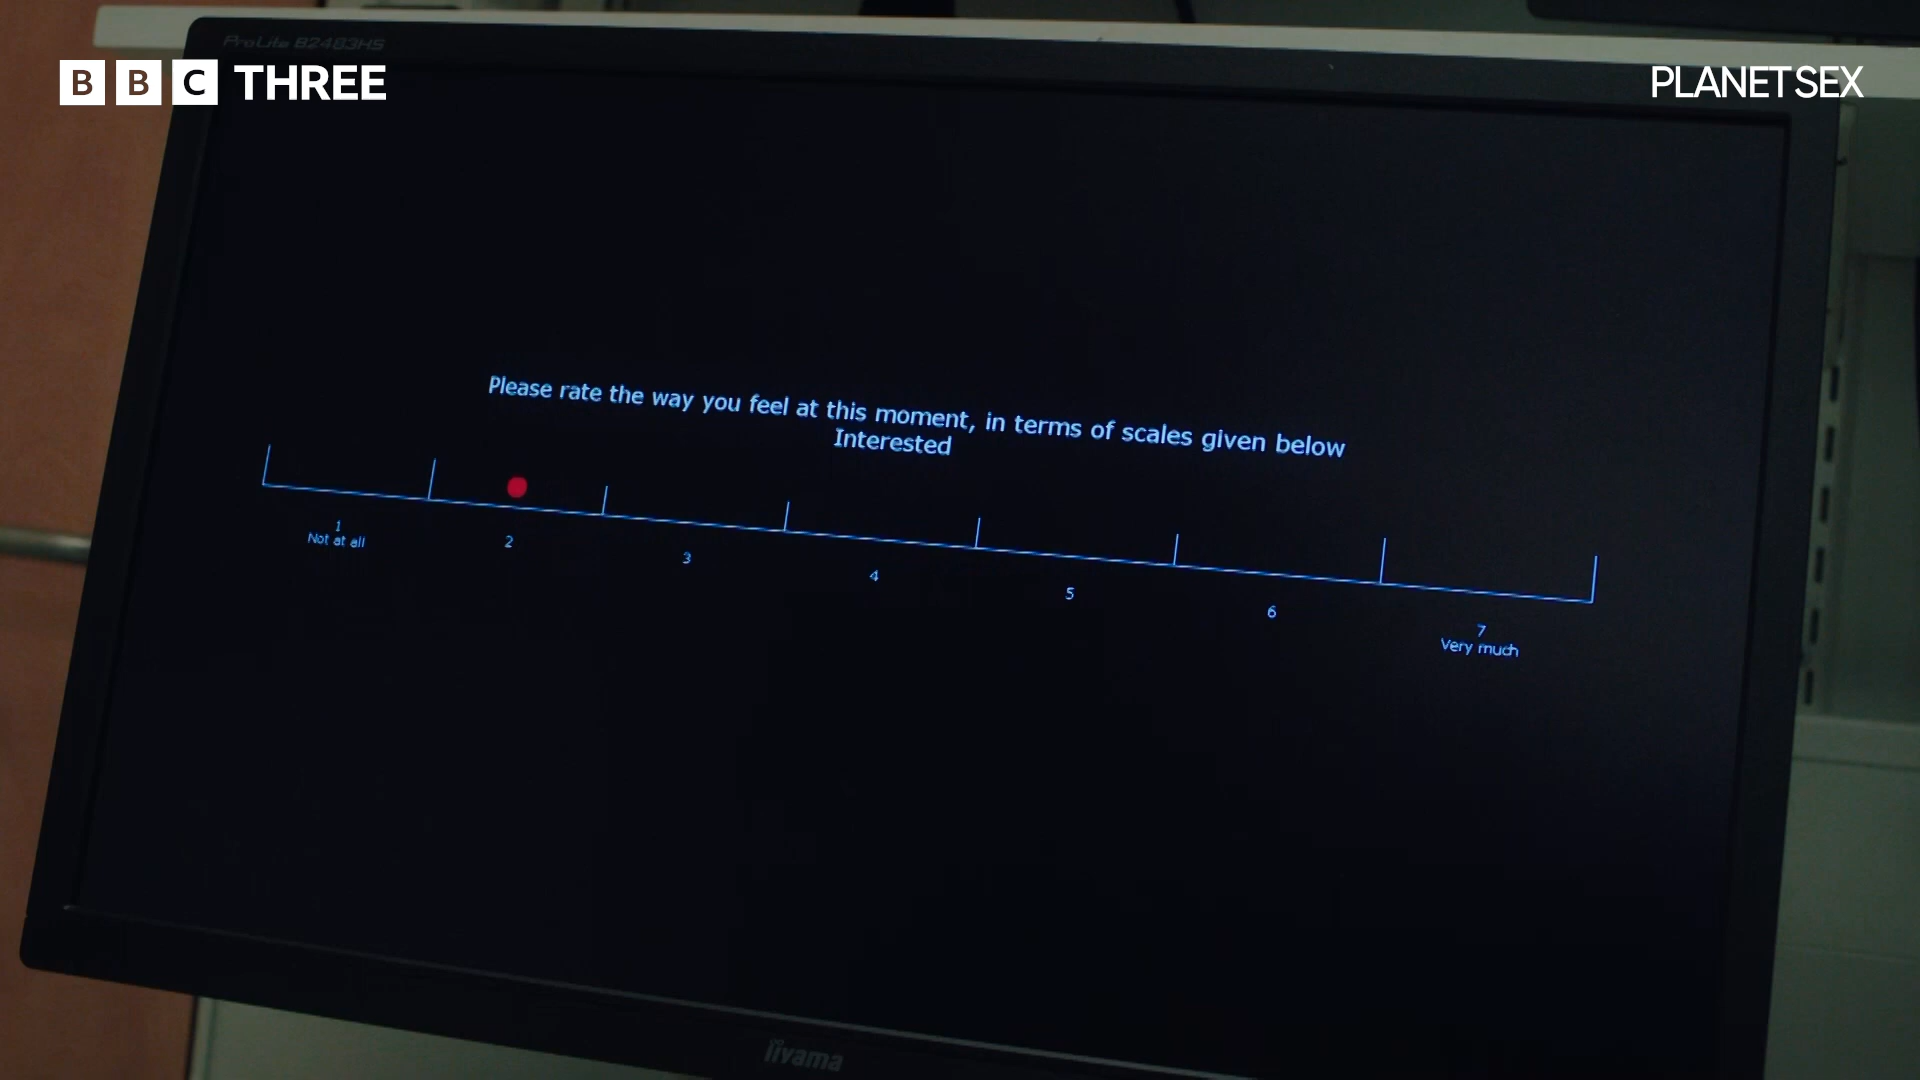 ProLite B2483HS
BBC THREE
PLANET SEX
Please rate the way you feel at this moment, in terms of scales given below
Interested
1
Not at all
2
3
4
5
6
7
Very much
iiyama